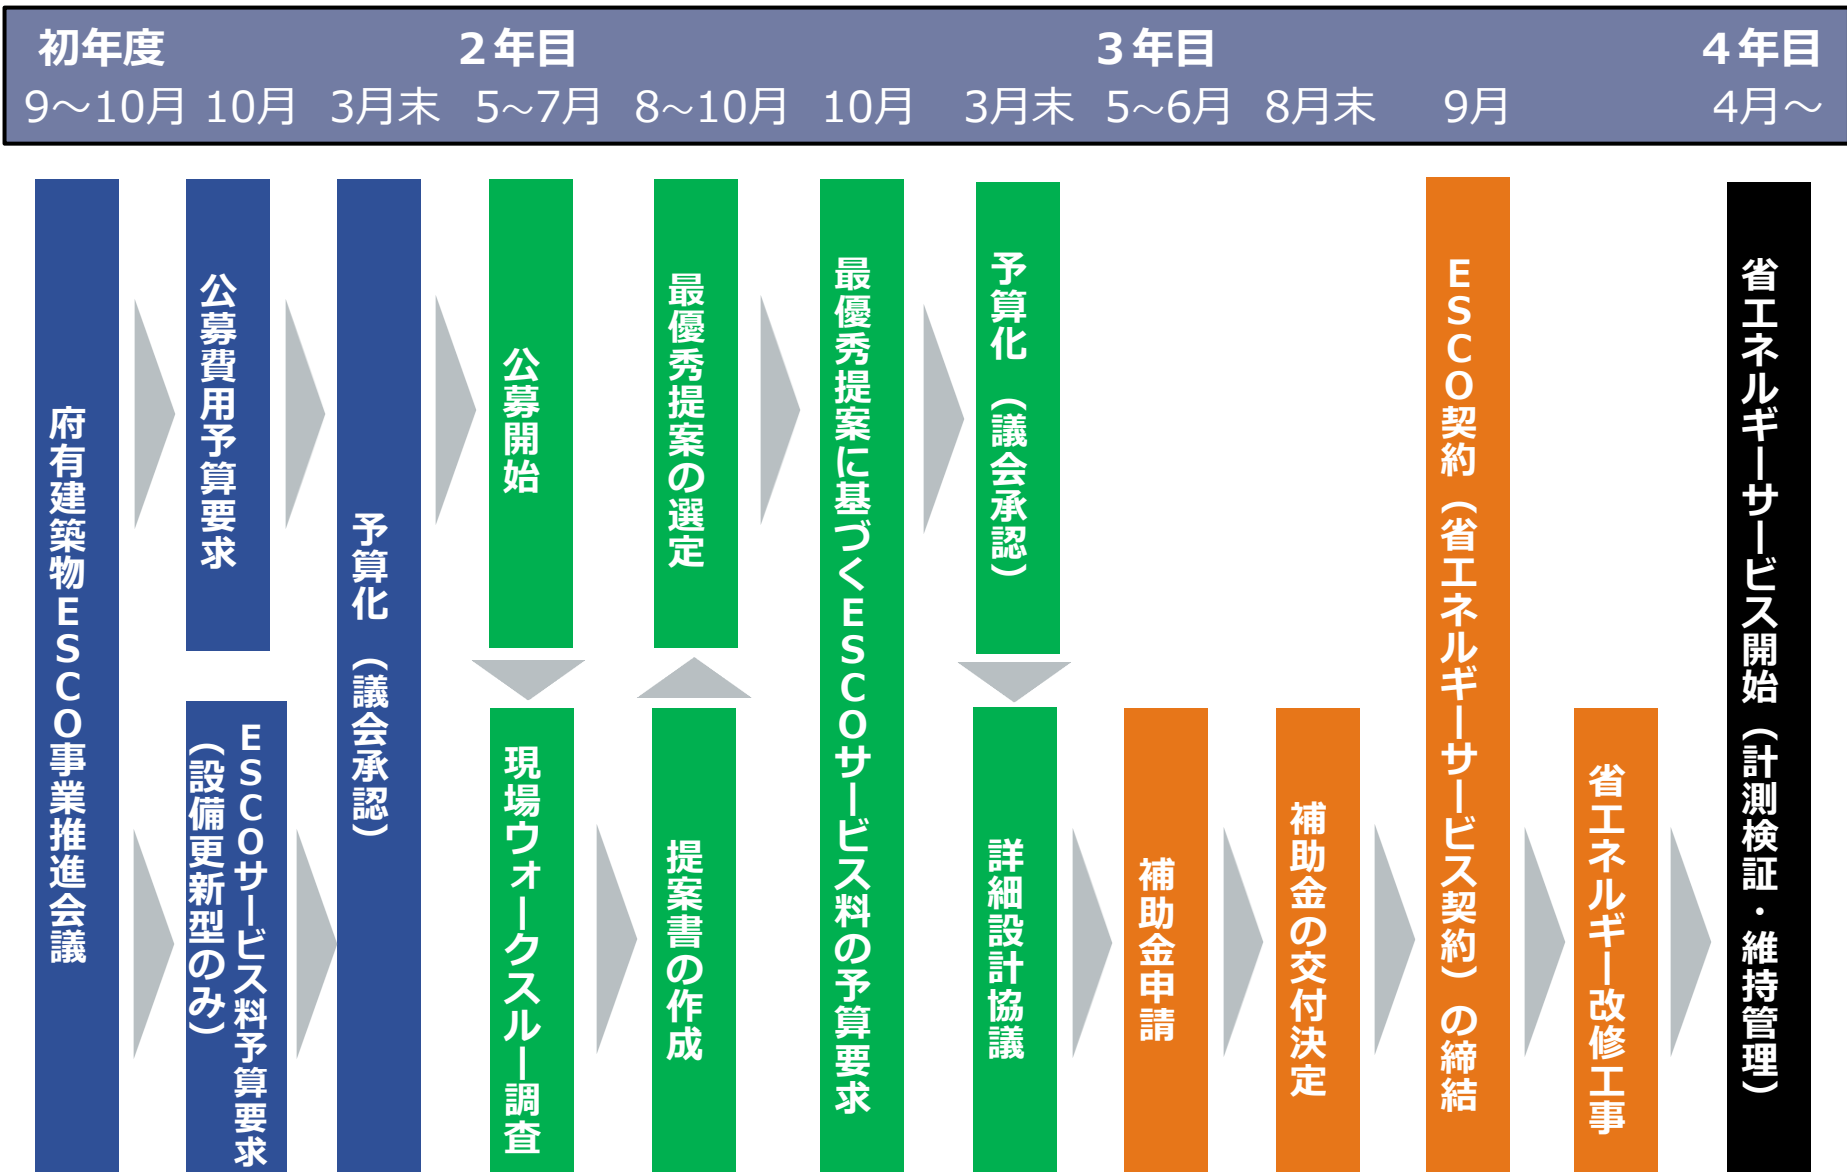 初年度 2年目 3年目 4年目
9～10月 10月 3月末 5～7月 8～10月 10月 3月末 5～6月 8月末 9月 4月～
府有建築物ESCO事業推進会議
公募費用予算要求
ESCOサービス料予算要求
（設備更新型のみ）
予算化（議会承認）
公募開始
現場ウォークスルー調査
最優秀提案の選定
提案書の作成
最優秀提案に基づくESCOサービス料の予算要求
予算化（議会承認）
詳細設計協議
補助金申請
補助金の交付決定
ESCO契約（省エネルギーサービス契約）の締結
省エネルギー改修工事
省エネルギーサービス開始（計測検証・維持管理）